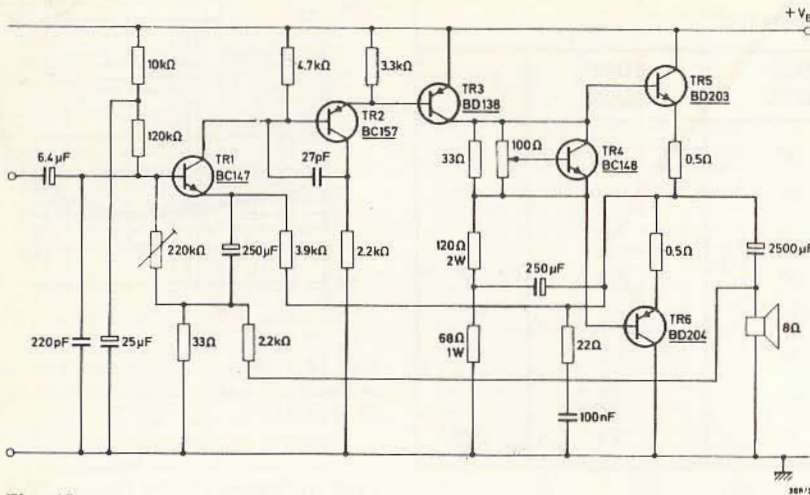 10kΩ
120kΩ
6.4µF
220kΩ
220pF
25µF
33Ω
TR1
BC147
250µF
3.9kΩ
2.2kΩ
4.7kΩ
27pF
3.3kΩ
TR2
BC157
2.2kΩ
TR3
BD138
33Ω
100Ω
TR4
BC148
120Ω
2W
250µF
68Ω
1W
22Ω
100nF
TR5
BD203
0,5Ω
0,5Ω
TR6
BD204
2500µF
8Ω